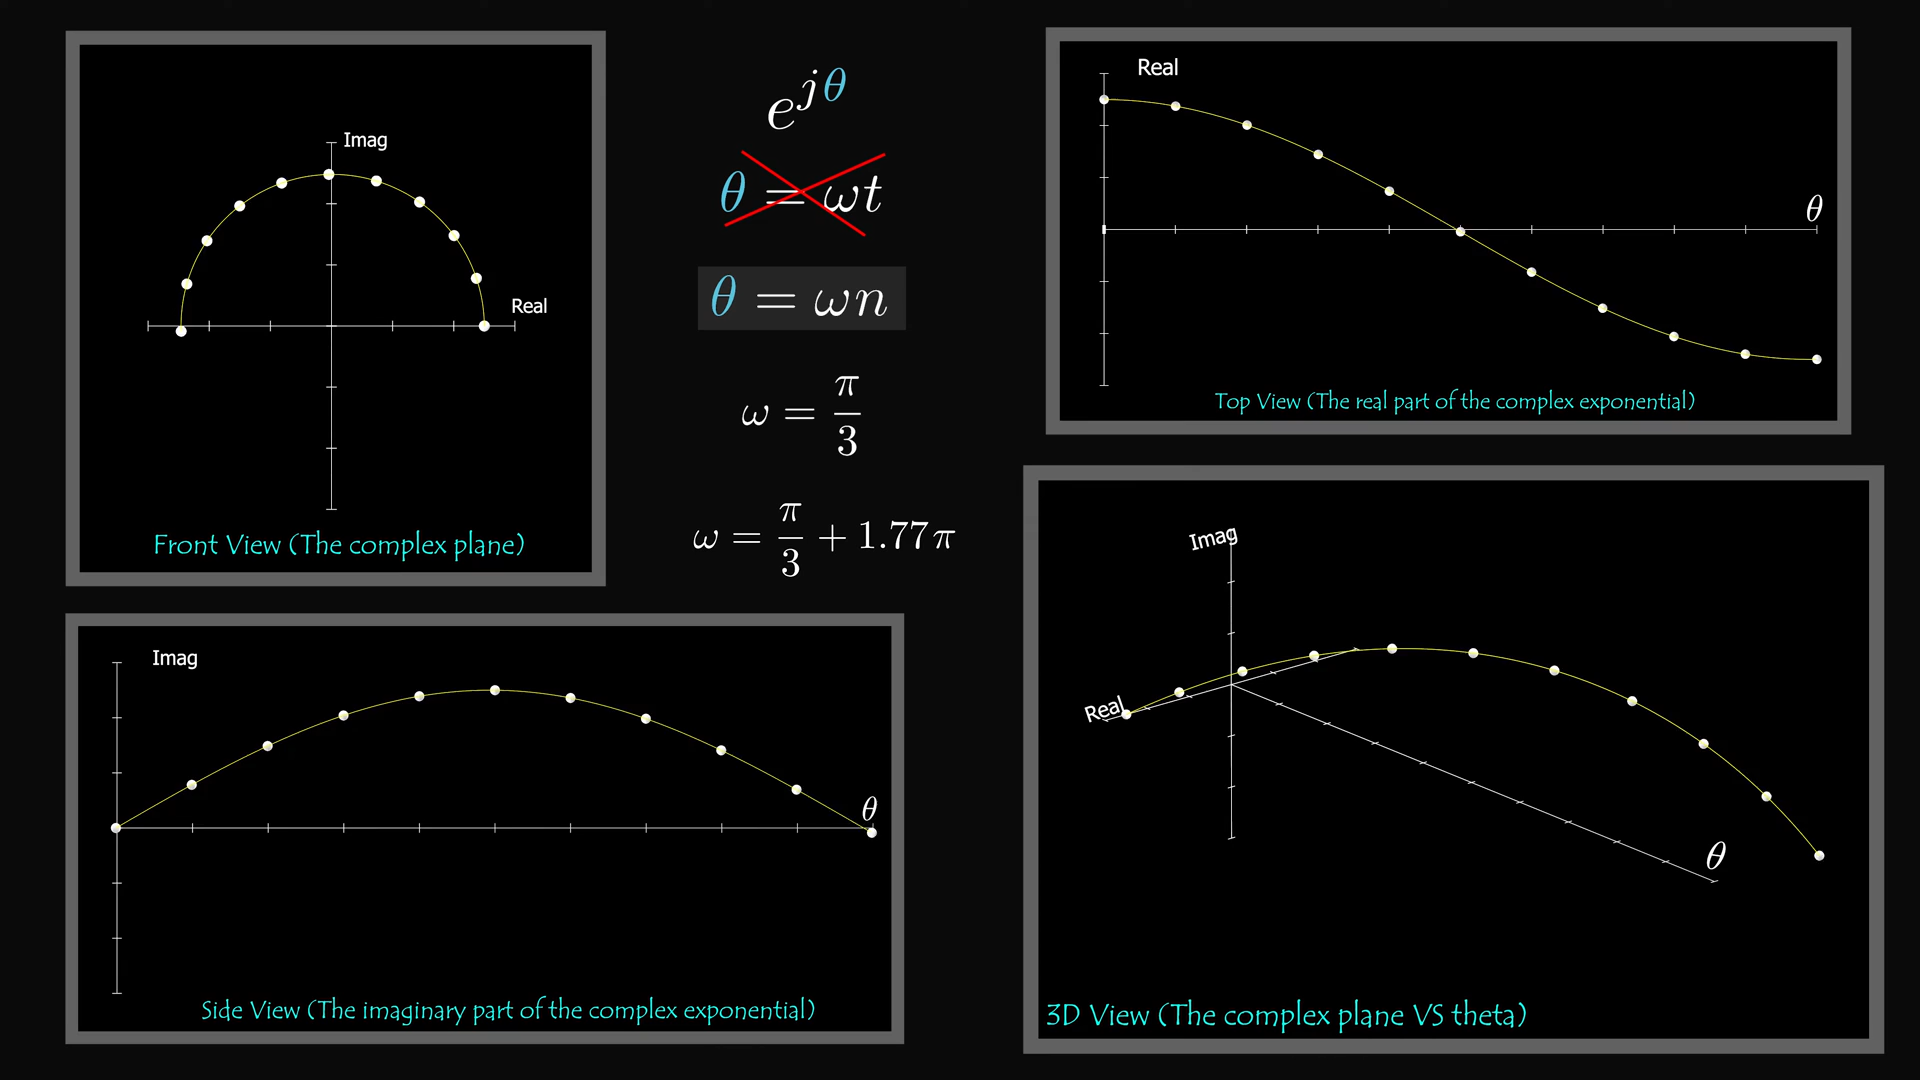 Imag
Real
Front View (The complex plane)
e^{jθ}
θ = ωt
θ = ωn
ω = π/3
ω = π/3 + 1.77π
Real
θ
Top View (The real part of the complex exponential)
Imag
θ
Side View (The imaginary part of the complex exponential)
Imag
Real
θ
3D View (The complex plane VS theta)